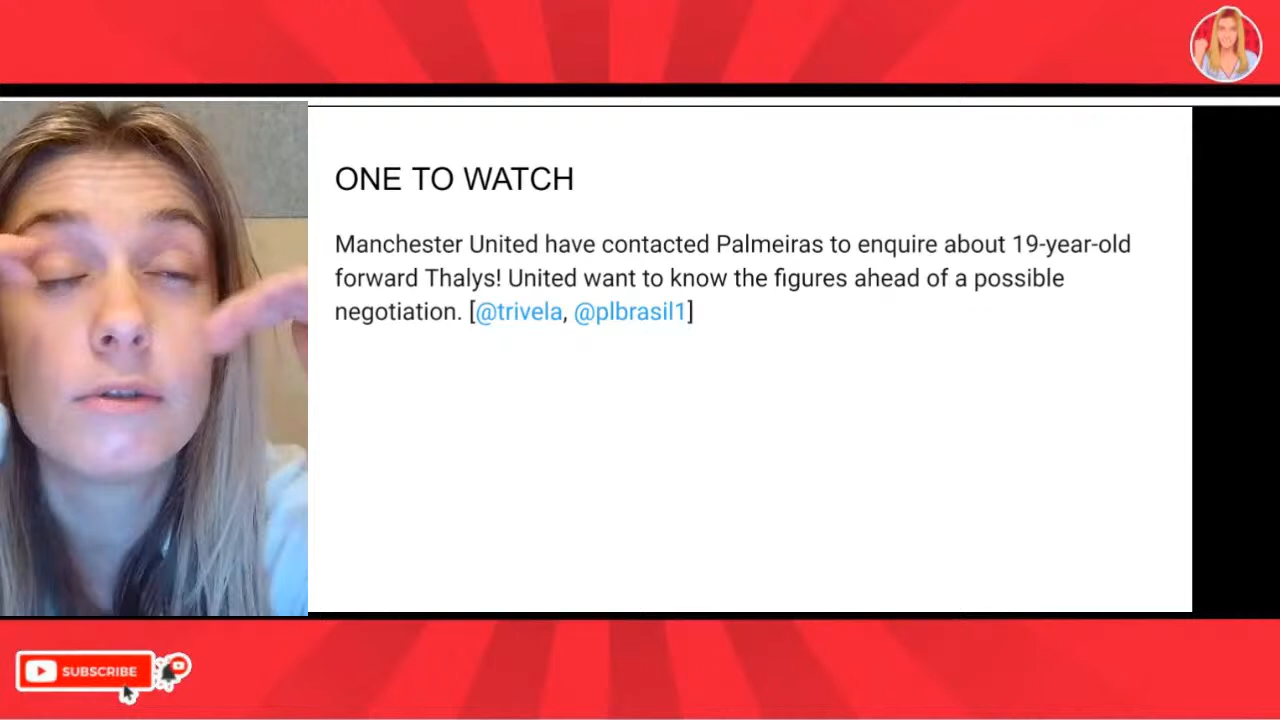 ONE TO WATCH
Manchester United have contacted Palmeiras to enquire about 19-year-old
forward Thalys! United want to know the figures ahead of a possible
negotiation. [@trivela, @plbrasil1]
SUBSCRIBE